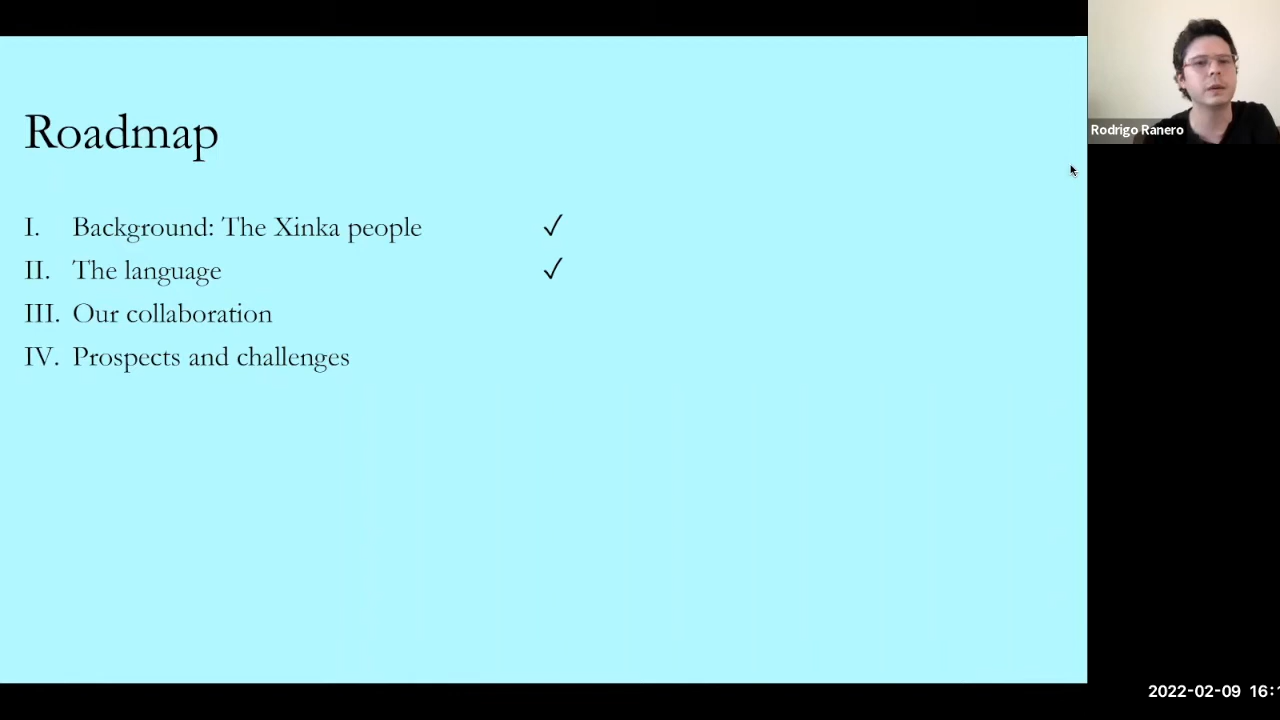 Roadmap
I. Background: The Xinka people ✓
II. The language ✓
III. Our collaboration
IV. Prospects and challenges
Rodrigo Ranero
2022-02-09 16: